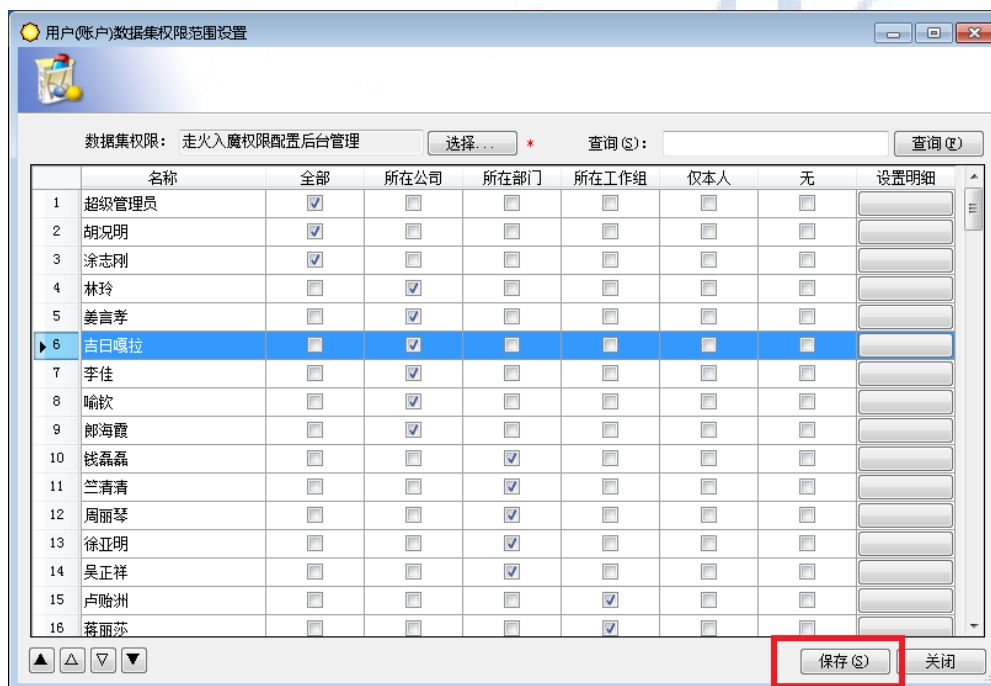 用户(账户)数据集权限范围设置
数据集权限： 走火入魔权限配置后台管理 选择... * 查询(S)： 查询(F)
名称 全部 所在公司 所在部门 所在工作组 仅本人 无 设置明细
1 超级管理员
2 胡况明
3 涂志刚
4 林玲
5 姜言孝
6 吉日嘎拉
7 李佳
8 喻钦
9 郎海霞
10 钱磊磊
11 竺清清
12 周丽琴
13 徐亚明
14 吴正祥
15 卢贻洲
16 蒋丽莎
保存(S) 关闭